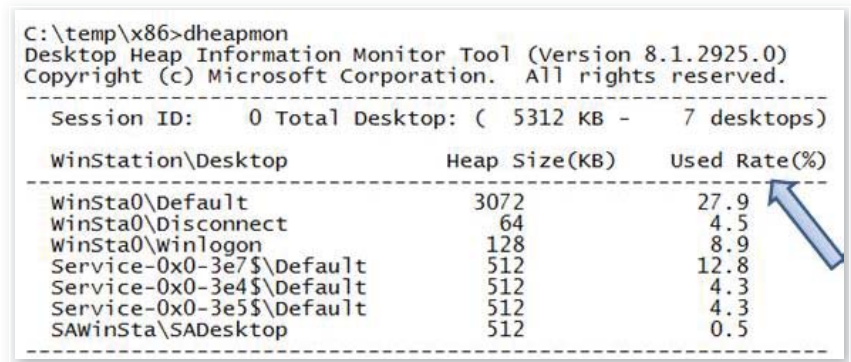 C:\temp\x86>dheapmon
Desktop Heap Information Monitor Tool (Version 8.1.2925.0)
Copyright (c) Microsoft Corporation.  All rights reserved.
------------------------------------------------------------
  Session ID:    0 Total Desktop: (  5312 KB -    7 desktops)
  WinStation\Desktop            Heap Size(KB)    Used Rate(%)
------------------------------------------------------------
  WinSta0\Default                 3072             27.9
  WinSta0\Disconnect                64              4.5
  WinSta0\Winlogon                 128              8.9
  Service-0x0-3e7$\Default         512             12.8
  Service-0x0-3e4$\Default         512              4.3
  Service-0x0-3e5$\Default         512              4.3
  SAWinSta\SADesktop               512              0.5
------------------------------------------------------------